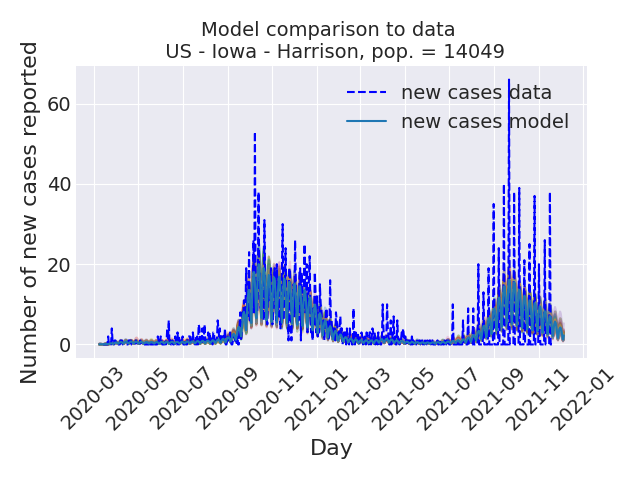 Model comparison to data
US - Iowa - Harrison, pop. = 14049
Number of new cases reported
60
40
20
0
new cases data
new cases model
2020-03
2020-05
2020-07
2020-09
2020-11
2021-01
2021-03
2021-05
2021-07
2021-09
2021-11
2022-01
Day